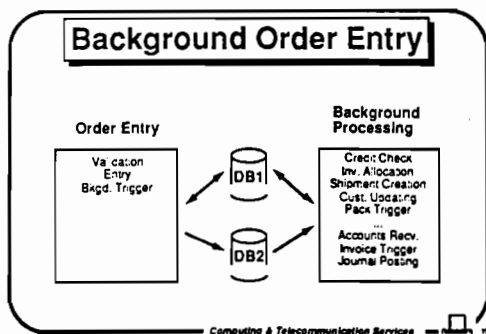 Background Order Entry
Order Entry
Validation
Entry
Bkgd. Trigger
DB1
DB2
Background
Processing
Credit Check
Inv. Allocation
Shipment Creation
Cust. Updating
Pack Trigger
...
Accounts Recv.
Invoice Trigger
Journal Posting
Computing & Telecommunication Services